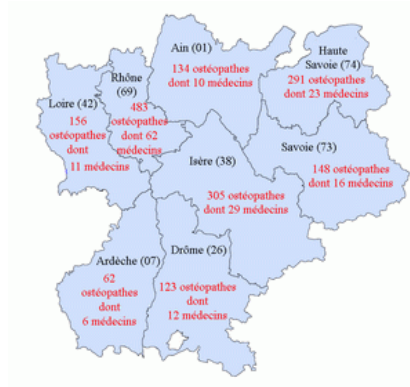 Ain (01)
134 ostéopathes
dont 10 médecins
Haute
Savoie (74)
291 ostéopathes
dont 23 médecins
Rhône
(69)
483
ostéopathes
dont 62
médecins
Loire (42)
156
ostéopathes
dont
11 médecins
Isère (38)
305 ostéopathes
dont 29 médecins
Savoie (73)
148 ostéopathes
dont 16 médecins
Ardèche (07)
62
ostéopathes
6 médecins
Drôme (26)
123 ostéopathes
dont
12 médecins